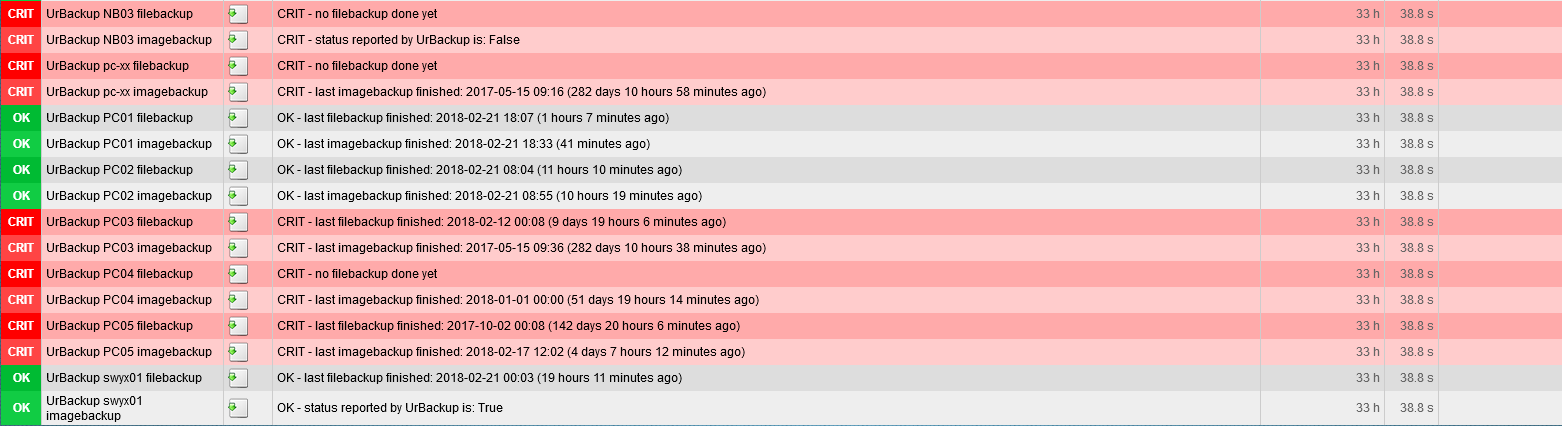 CRIT UrBackup NB03 filebackup CRIT - no filebackup done yet 33 h 38.8 s
CRIT UrBackup NB03 imagebackup CRIT - status reported by UrBackup is: False 33 h 38.8 s
CRIT UrBackup pc-xx filebackup CRIT - no filebackup done yet 33 h 38.8 s
CRIT UrBackup pc-xx imagebackup CRIT - last imagebackup finished: 2017-05-15 09:16 (282 days 10 hours 58 minutes ago) 33 h 38.8 s
OK UrBackup PC01 filebackup OK - last filebackup finished: 2018-02-21 18:07 (1 hours 7 minutes ago) 33 h 38.8 s
OK UrBackup PC01 imagebackup OK - last imagebackup finished: 2018-02-21 18:33 (41 minutes ago) 33 h 38.8 s
OK UrBackup PC02 filebackup OK - last filebackup finished: 2018-02-21 08:04 (11 hours 10 minutes ago) 33 h 38.8 s
OK UrBackup PC02 imagebackup OK - last imagebackup finished: 2018-02-21 08:55 (10 hours 19 minutes ago) 33 h 38.8 s
CRIT UrBackup PC03 filebackup CRIT - last filebackup finished: 2018-02-12 00:08 (9 days 19 hours 6 minutes ago) 33 h 38.8 s
CRIT UrBackup PC03 imagebackup CRIT - last imagebackup finished: 2017-05-15 09:36 (282 days 10 hours 38 minutes ago) 33 h 38.8 s
CRIT UrBackup PC04 filebackup CRIT - no filebackup done yet 33 h 38.8 s
CRIT UrBackup PC04 imagebackup CRIT - last imagebackup finished: 2018-01-01 00:00 (51 days 19 hours 14 minutes ago) 33 h 38.8 s
CRIT UrBackup PC05 filebackup CRIT - last filebackup finished: 2017-10-02 00:08 (142 days 20 hours 6 minutes ago) 33 h 38.8 s
CRIT UrBackup PC05 imagebackup CRIT - last imagebackup finished: 2018-02-17 12:02 (4 days 7 hours 12 minutes ago) 33 h 38.8 s
OK UrBackup swyx01 filebackup OK - last filebackup finished: 2018-02-21 00:03 (19 hours 11 minutes ago) 33 h 38.8 s
OK UrBackup swyx01
imagebackup OK - status reported by UrBackup is: True 33 h 38.8 s